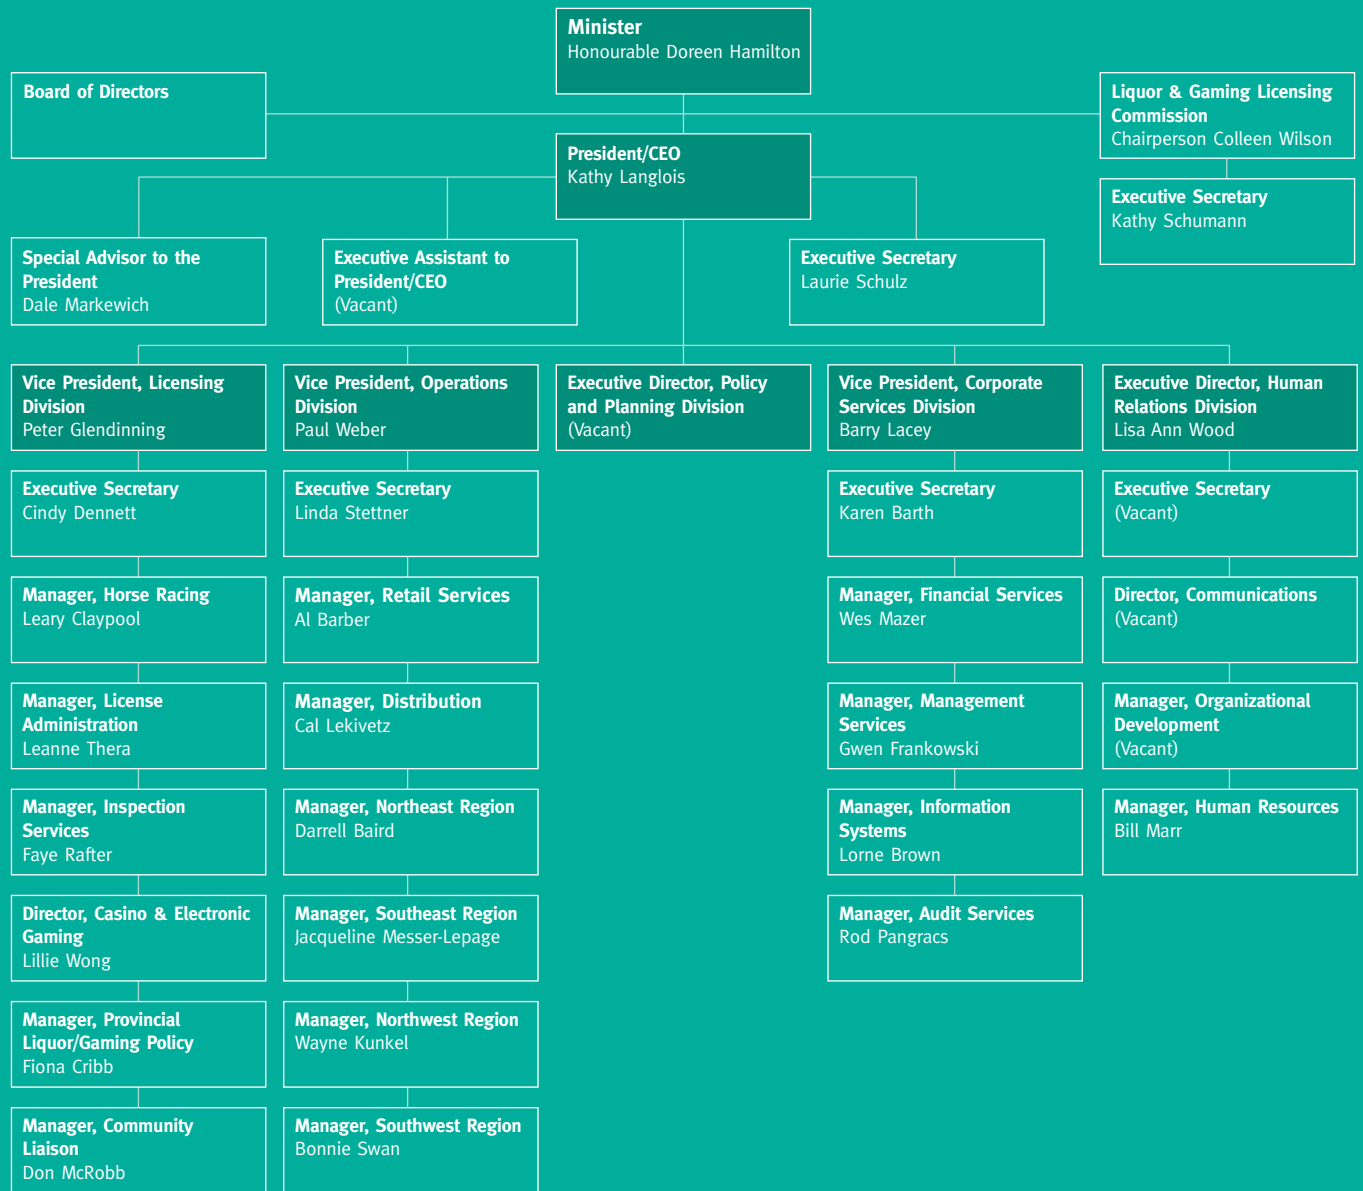 Minister
Honourable Doreen Hamilton
Board of Directors
Liquor & Gaming Licensing
Commission
Chairperson Colleen Wilson
President/CEO
Kathy Langlois
Executive Secretary
Kathy Schumann
Special Advisor to the
President
Dale Markewich
Executive Assistant to
President/CEO
(Vacant)
Executive Secretary
Laurie Schulz
Vice President, Licensing
Division
Peter Glendinning
Vice President, Operations
Division
Paul Weber
Executive Director, Policy
and Planning Division
(Vacant)
Vice President, Corporate
Services Division
Barry Lacey
Executive Director, Human
Relations Division
Lisa Ann Wood
Executive Secretary
Cindy Dennett
Executive Secretary
Linda Stettner
Executive Secretary
Karen Barth
Executive Secretary
(Vacant)
Manager, Horse Racing
Leary Claypool
Manager, Retail Services
Al Barber
Manager, Financial Services
Wes Mazer
Director, Communications
(Vacant)
Manager, License
Administration
Leanne Thera
Manager, Distribution
Cal Lekivetz
Manager, Management
Services
Gwen Frankowski
Manager, Organizational
Development
(Vacant)
Manager, Inspection
Services
Faye Rafter
Manager, Northeast Region
Darrell Baird
Manager, Information
Systems
Lorne Brown
Manager, Human Resources
Bill Marr
Director, Casino & Electronic
Gaming
Lillie Wong
Manager, Southeast Region
Jacqueline Messer-Lepage
Manager, Audit Services
Rod Pangracs
Manager, Provincial
Liquor/Gaming Policy
Fiona Cribb
Manager, Northwest Region
Wayne Kunkel
Manager, Community
Liaison
Don McRobb
Manager, Southwest Region
Bonnie Swan